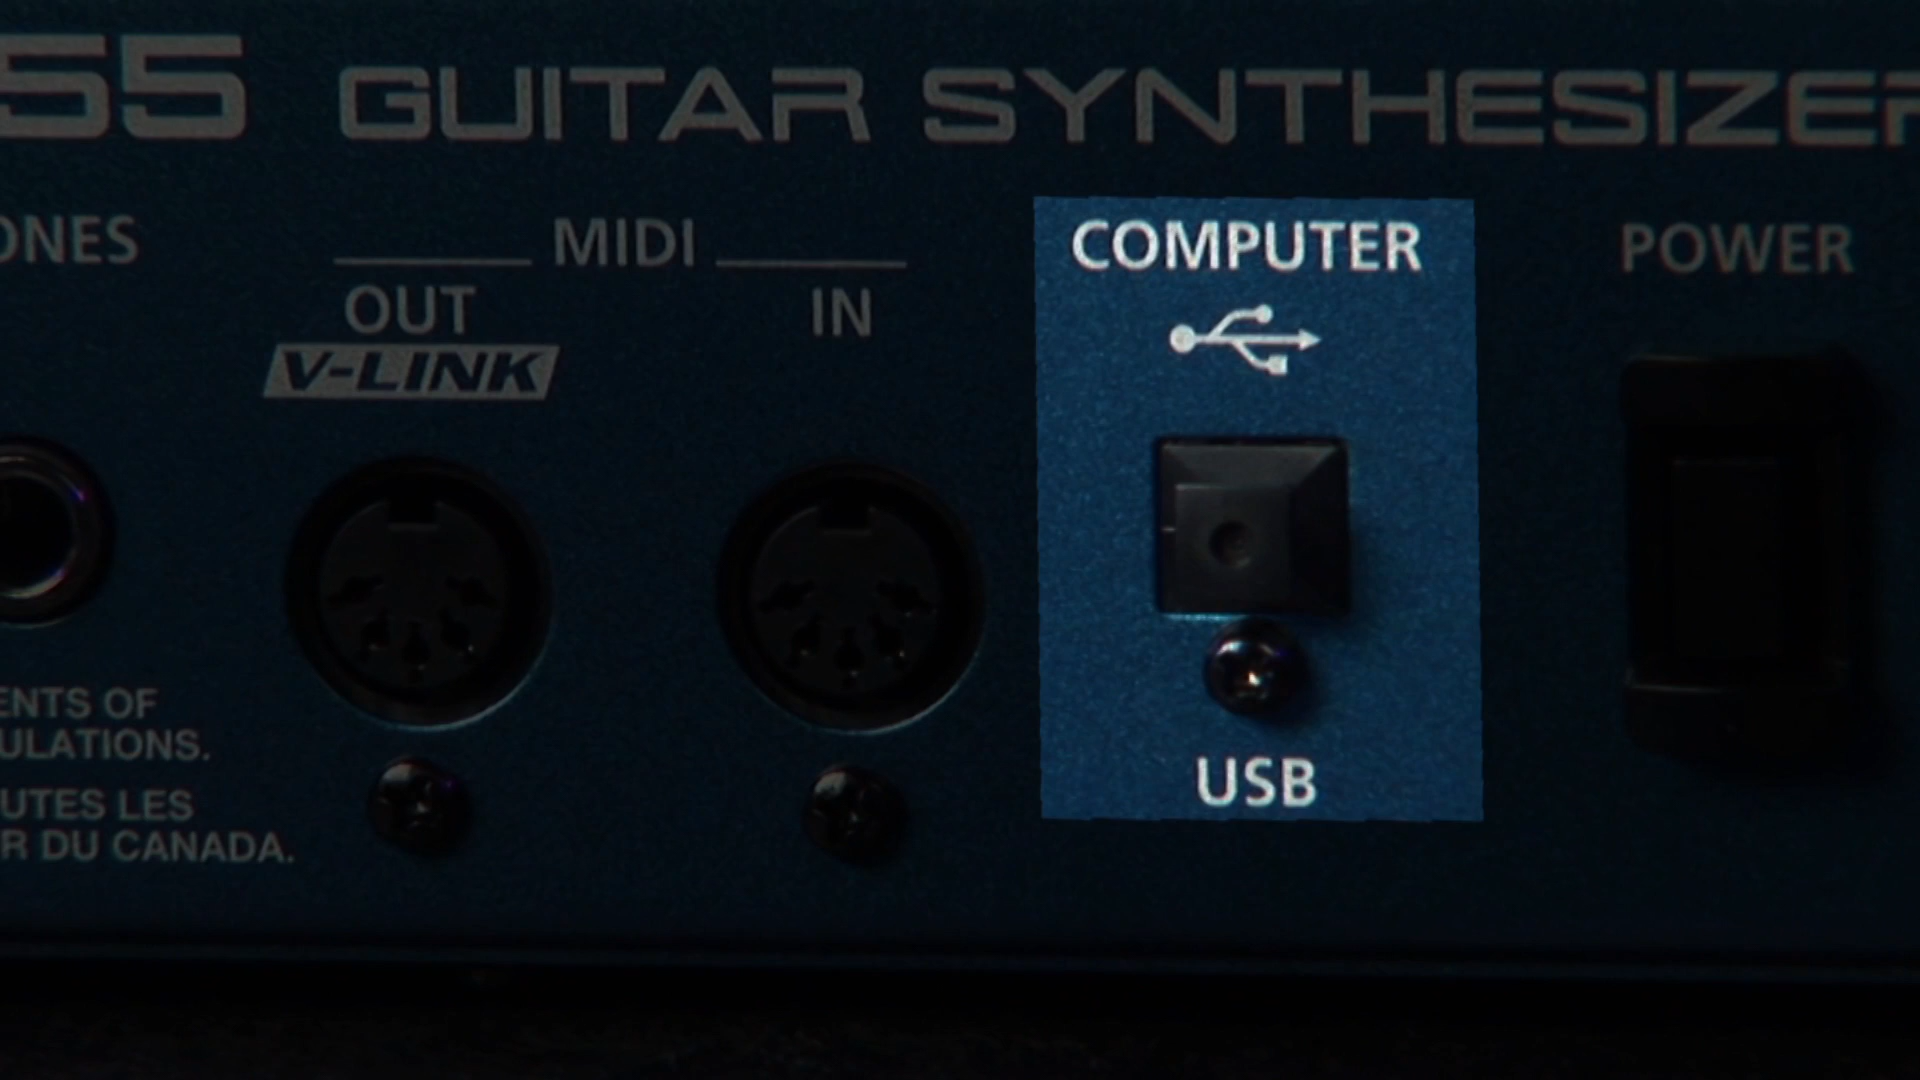 55 GUITAR SYNTHESIZER
ONES
MIDI
COMPUTER
POWER
OUT
IN
V-LINK
ENTS OF
ULATIONS.
UTES LES
R DU CANADA.
USB